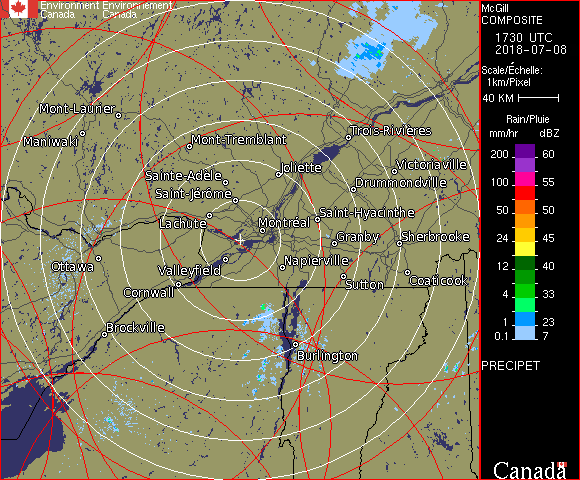 Environment Environnement
Canada Canada
Mont-Laurier
Maniwaki
Mont-Tremblant
Trois-Rivières
Sainte-Adèle
Joliette
Victoriaville
Saint-Jérôme
Drummondville
Lachute
Montréal
Saint-Hyacinthe
Granby
Sherbrooke
Ottawa
Valleyfield
Napierville
Cornwall
Sutton
Coaticook
Brockville
Burlington
McGill
COMPOSITE
1730 UTC
2018-07-08
Scale/Échelle:
1km/Pixel
40 KM
Rain/Pluie
mm/hr dBZ
200 60
57
100 55
50 50
24 45
12 40
4 33
1 23
0.1 7
PRECIPET
Canada